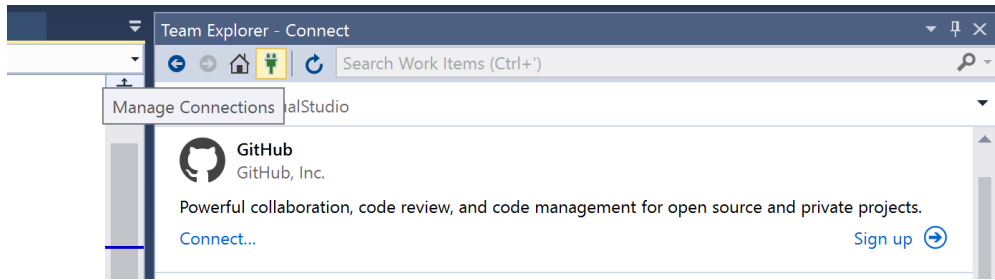 Team Explorer - Connect
Search Work Items (Ctrl+')
Manage Connections
ualStudio
GitHub
GitHub, Inc.
Powerful collaboration, code review, and code management for open source and private projects.
Connect...
Sign up